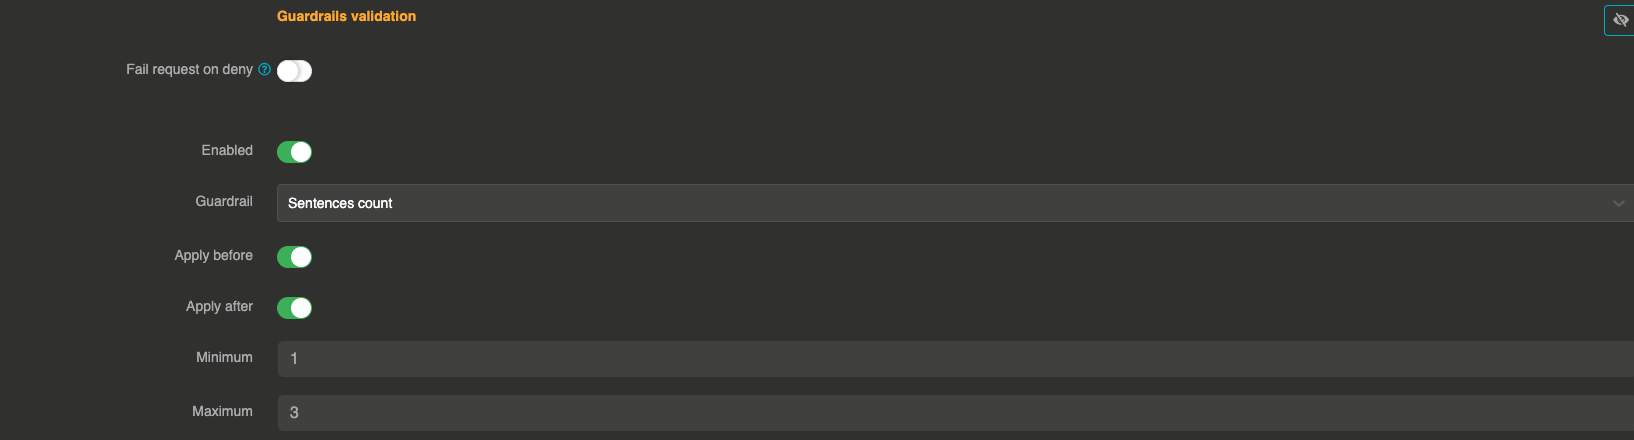 Guardrails validation
Fail request on deny
Enabled
Guardrail Sentences count
Apply before
Apply after
Minimum 1
Maximum 3